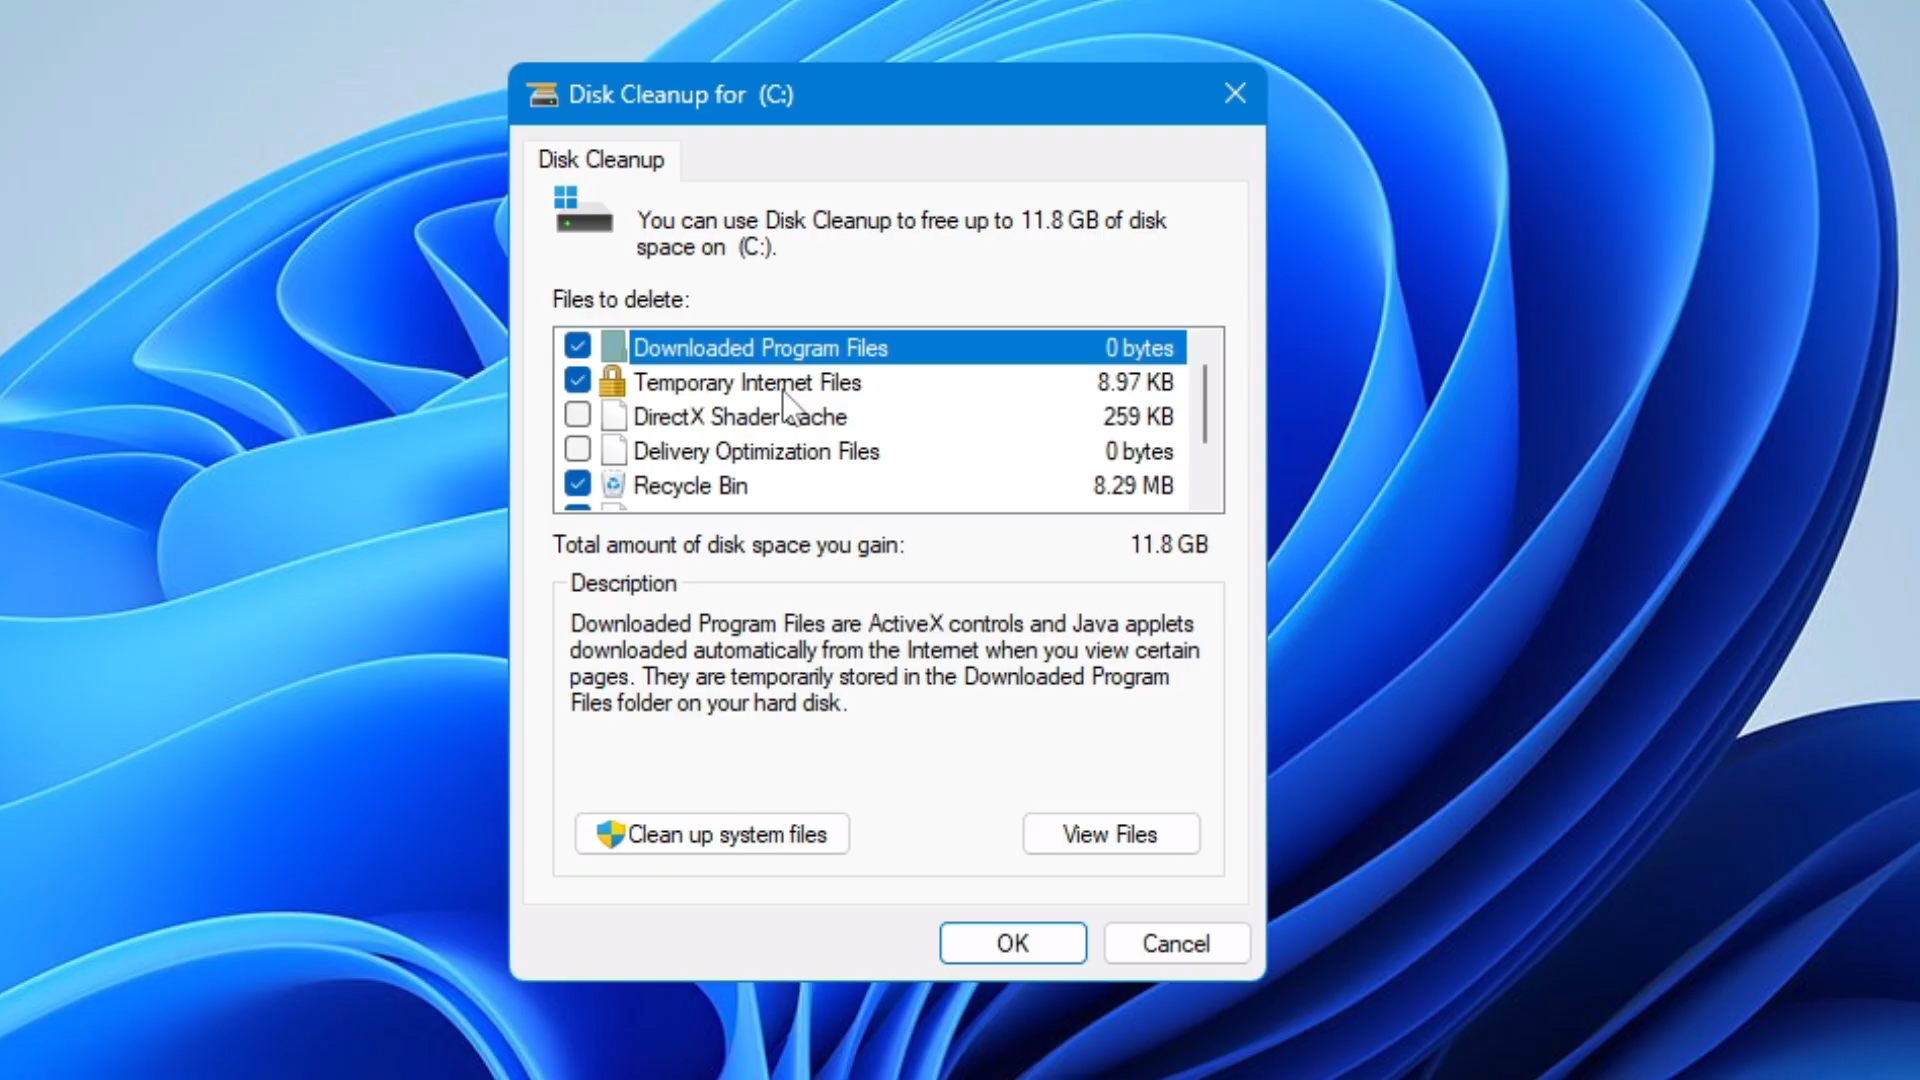 Disk Cleanup for (C:)
Disk Cleanup
You can use Disk Cleanup to free up to 11.8 GB of disk
space on (C:).
Files to delete:
Downloaded Program Files 0 bytes
Temporary Internet Files 8.97 KB
DirectX Shader Cache 259 KB
Delivery Optimization Files 0 bytes
Recycle Bin 8.29 MB
Total amount of disk space you gain: 11.8 GB
Description
Downloaded Program Files are ActiveX controls and Java applets
downloaded automatically from the Internet when you view certain
pages. They are temporarily stored in the Downloaded Program
Files folder on your hard disk.
Clean up system files View Files
OK Cancel